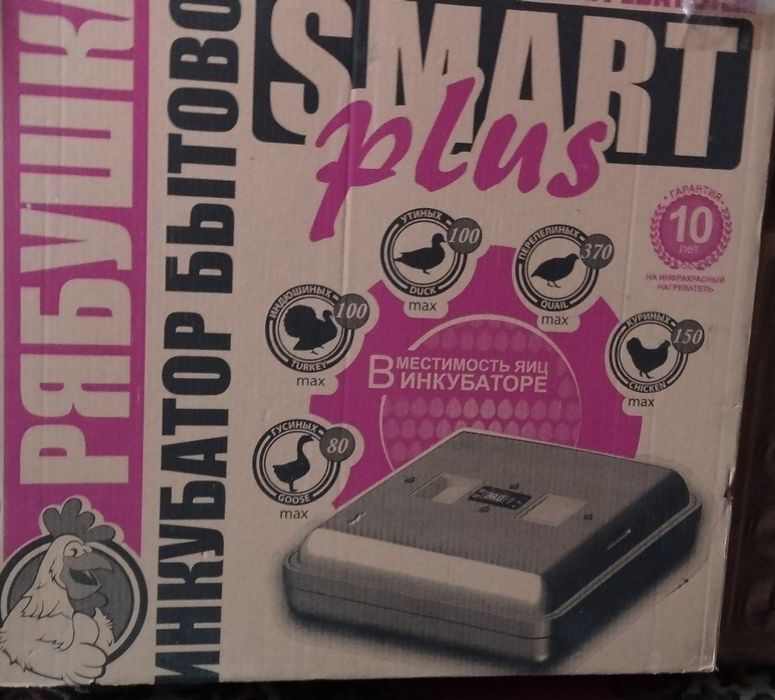 РЯБУШКА
ИНКУБАТОР БЫТОВО
SMART
plus
ГАРАНТИЯ
10
лет
НА ИНФРАКРАСНЫЙ
НАГРЕВАТЕЛЬ
УТИНЫХ
100
DUCK
max
ПЕРЕПЕЛИНЫХ
370
QUAIL
max
ИНДЮШИНЫХ
100
TURKEY
max
КУРИНЫХ
150
CHICKEN
max
ВМЕСТИМОСТЬ ЯИЦ
В ИНКУБАТОРЕ
ГУСИНЫХ
80
GOOSE
max